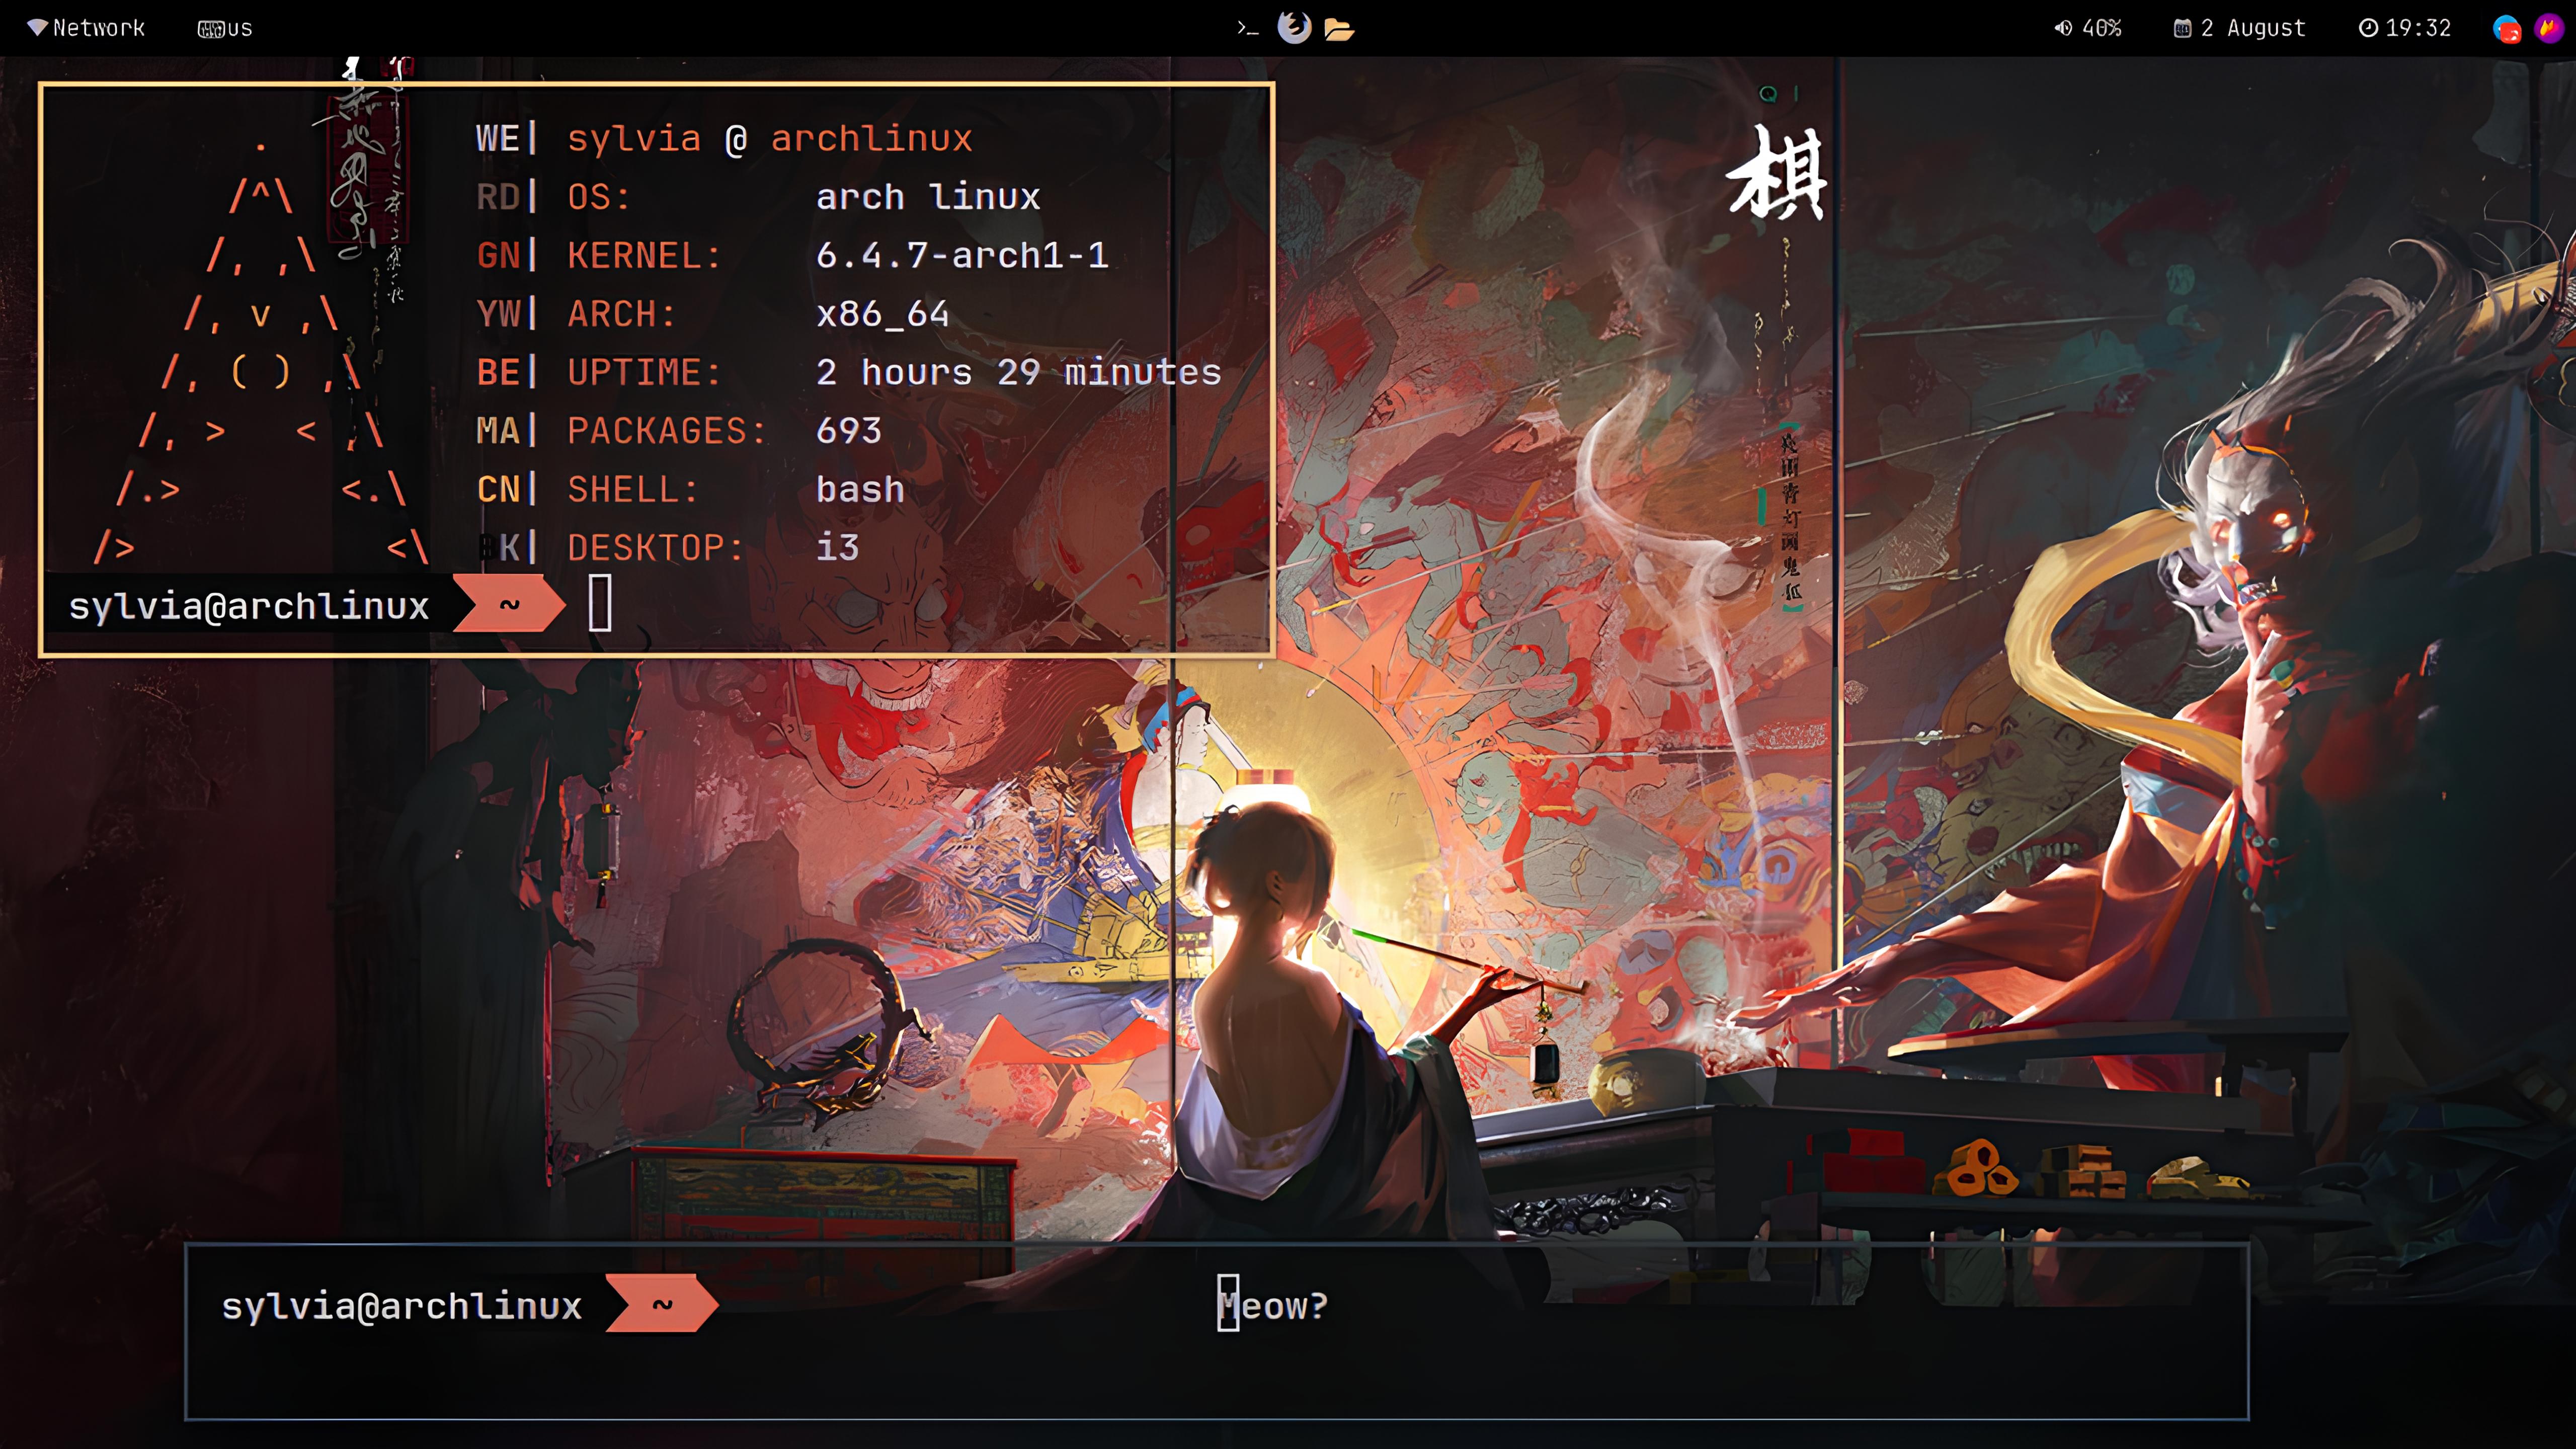 Network us 40% 2 August 19:32
WE| sylvia @ archlinux
RD| OS: arch linux
GN| KERNEL: 6.4.7-arch1-1
YW| ARCH: x86_64
BE| UPTIME: 2 hours 29 minutes
MA| PACKAGES: 693
CN| SHELL: bash
BK| DESKTOP: i3
sylvia@archlinux ~
QI
棋
sylvia@archlinux ~ Meow?